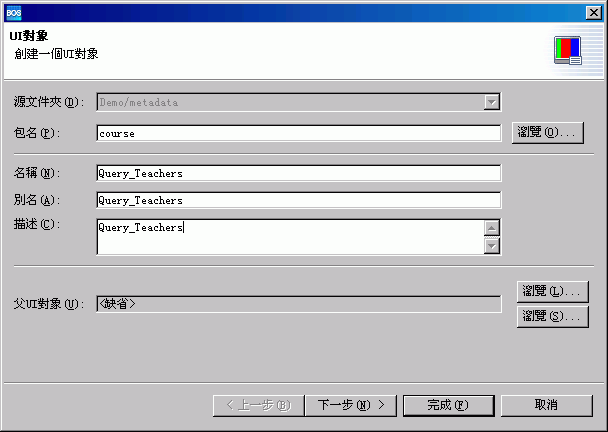 BOS
UI對象
創建一個UI對象
源文件夾(D): Demo/metadata
包名(P): course 瀏覽(O)...
名稱(N): Query_Teachers
別名(A): Query_Teachers
描述(C): Query_Teachers
父UI對象(U): <缺省> 瀏覽(L)...
瀏覽(S)...
< 上一步(B) 下一步(N) > 完成(F) 取消